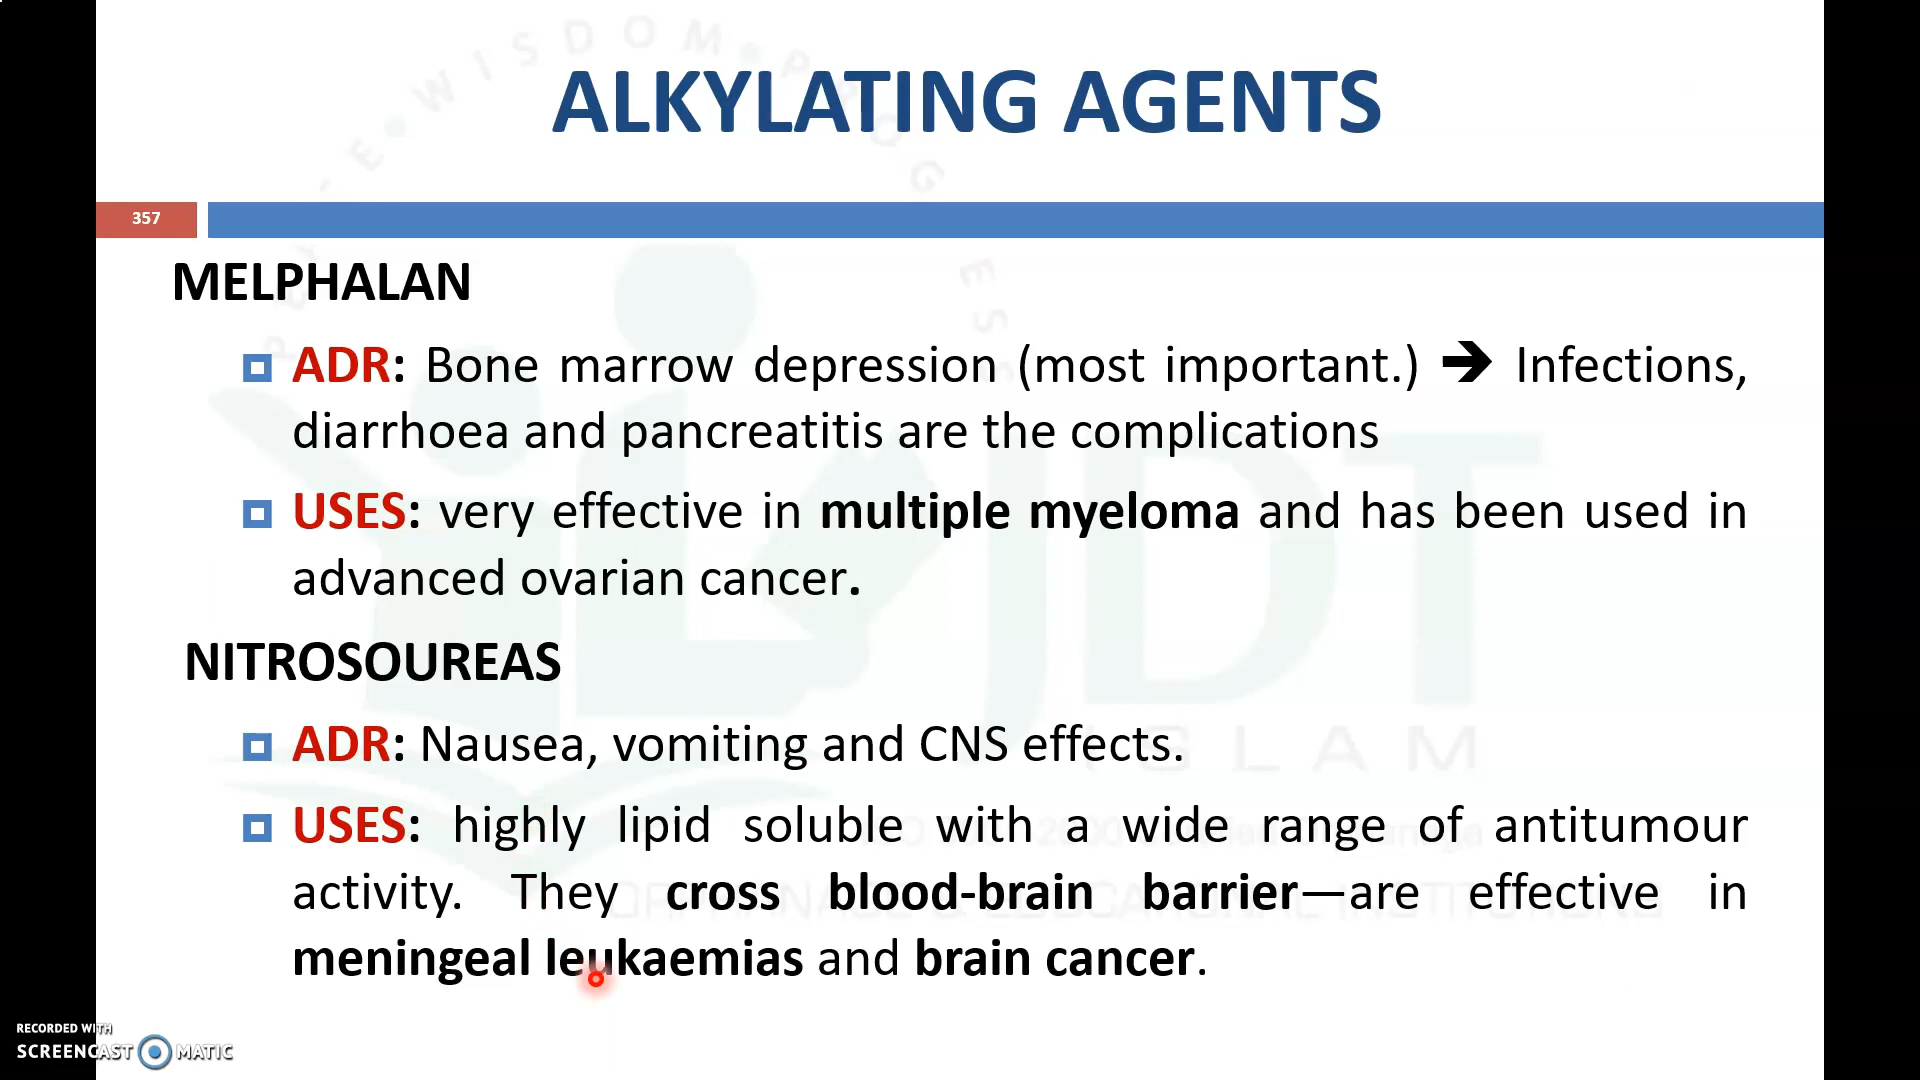 WISDOM
ALKYLATING AGENTS
357
MELPHALAN
ADR: Bone marrow depression (most important.) ➔ Infections,
diarrhoea and pancreatitis are the complications
USES: very effective in multiple myeloma and has been used in
advanced ovarian cancer.
NITROSOUREAS
ADR: Nausea, vomiting and CNS effects.
JDT
ISLAM
USES: highly lipid soluble with a wide range of antitumour
activity. They cross blood-brain barrier—are effective in
meningeal leukaemias and brain cancer.
RECORDED WITH
SCREENCAST MATIC